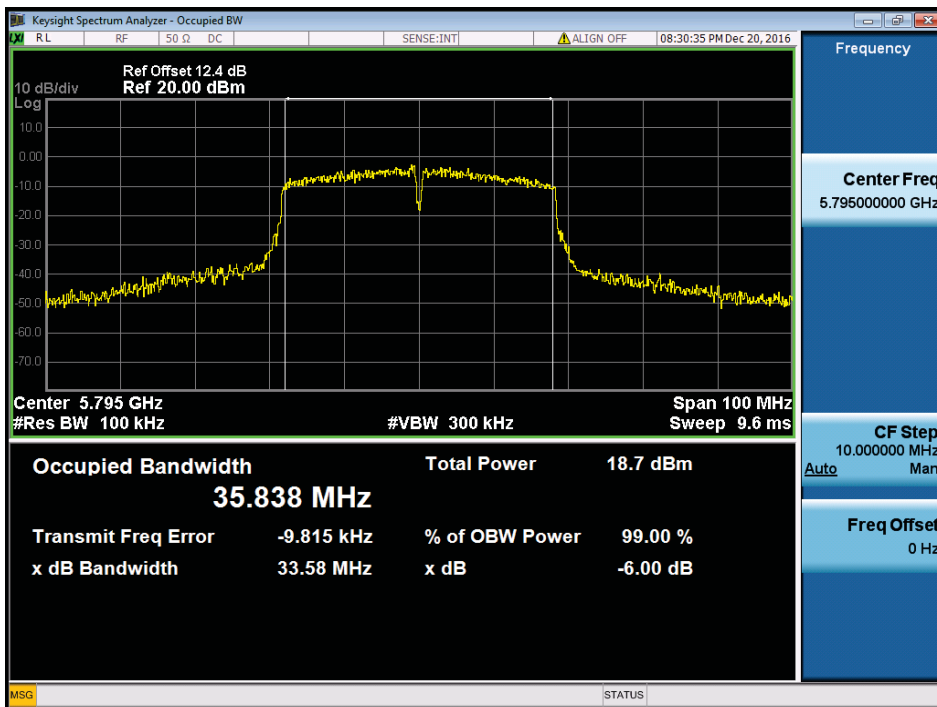 Keysight Spectrum Analyzer - Occupied BW
LXI RL RF 50 Ω DC SENSE:INT ALIGN OFF 08:30:35 PM Dec 20, 2016
Frequency
Ref Offset 12.4 dB
10 dB/div Ref 20.00 dBm
Log
10.0
0.00
-10.0
-20.0
-30.0
-40.0
-50.0
-60.0
-70.0
Center 5.795 GHz Span 100 MHz
#Res BW 100 kHz #VBW 300 kHz Sweep 9.6 ms
Occupied Bandwidth Total Power 18.7 dBm
35.838 MHz
Transmit Freq Error -9.815 kHz % of OBW Power 99.00 %
x dB Bandwidth 33.58 MHz x dB -6.00 dB
Center Freq
5.795000000 GHz
CF Step
10.000000 MHz
Auto Man
Freq Offset
0 Hz
MSG STATUS